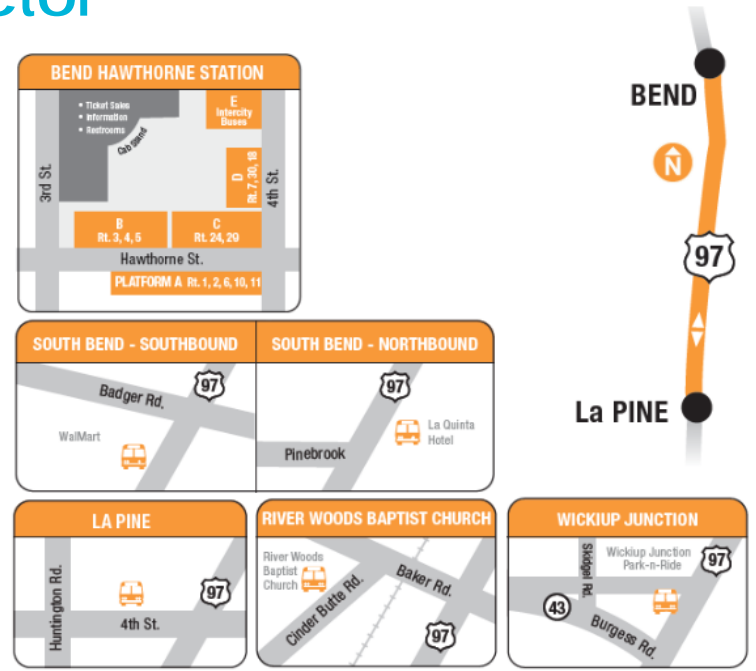 BEND HAWTHORNE STATION
• Ticket Sales
• Information
• Restrooms
Cab Stand
E
Intercity
Buses
D
Rt. 7, 30, 18
3rd St.
4th St.
B
Rt. 3, 4, 5
C
Rt. 24, 29
Hawthorne St.
PLATFORM A Rt. 1, 2, 6, 10, 11
BEND
N
97
La PINE
SOUTH BEND - SOUTHBOUND
97
Badger Rd.
WalMart
SOUTH BEND - NORTHBOUND
97
La Quinta
Hotel
Pinebrook
LA PINE
Huntington Rd.
97
4th St.
RIVER WOODS BAPTIST CHURCH
River Woods
Baptist
Church
Baker Rd.
Cinder Butte Rd.
97
WICKIUP JUNCTION
Skidgel Rd.
Wickiup Junction
Park-n-Ride
97
43
Burgess Rd.